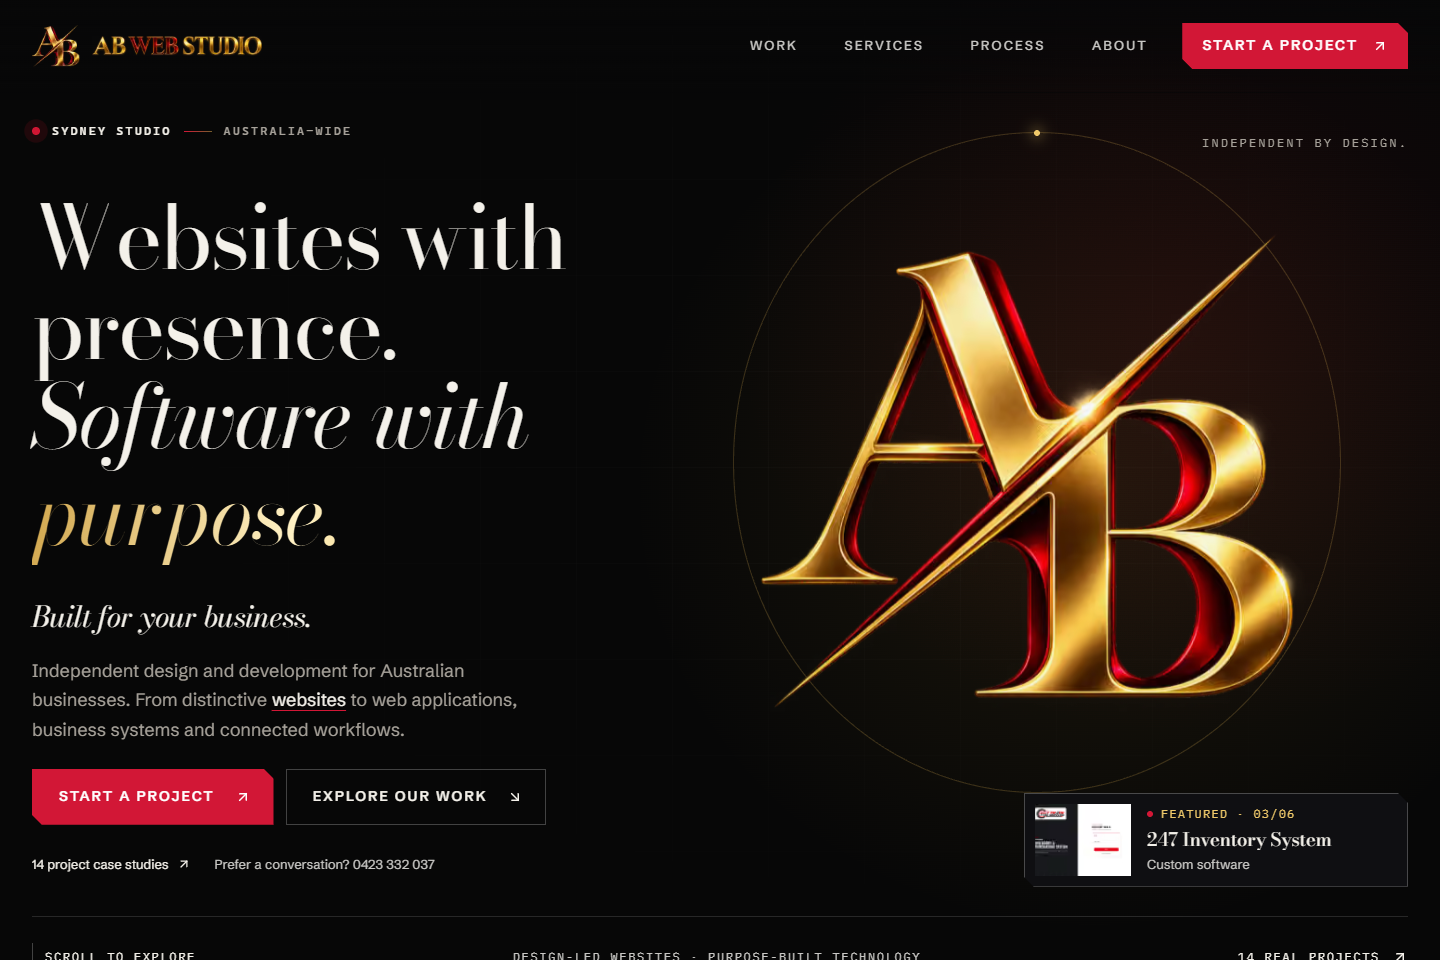 AB WEB STUDIO
WORK
SERVICES
PROCESS
ABOUT
START A PROJECT
SYDNEY STUDIO
AUSTRALIA-WIDE
INDEPENDENT BY DESIGN.
Websites with
presence.
Software with
purpose.
AB
Built for your business.
Independent design and development for Australian
businesses. From distinctive websites to web applications,
business systems and connected workflows.
START A PROJECT
EXPLORE OUR WORK
14 project case studies
Prefer a conversation? 0423 332 037
FEATURED · 03/06
247 Inventory System
Custom software
SCROLL TO EXPLORE
DESIGN-LED WEBSITES · PURPOSE-BUILT TECHNOLOGY
14 REAL PROJECTS